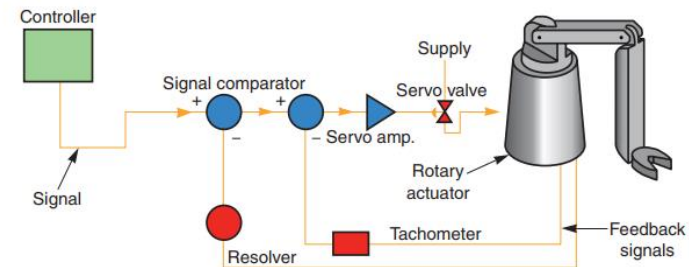 Controller
Supply
Signal comparator
Servo valve
+
+
−
− Servo amp.
Signal
Rotary
actuator
Tachometer
Feedback
signals
Resolver